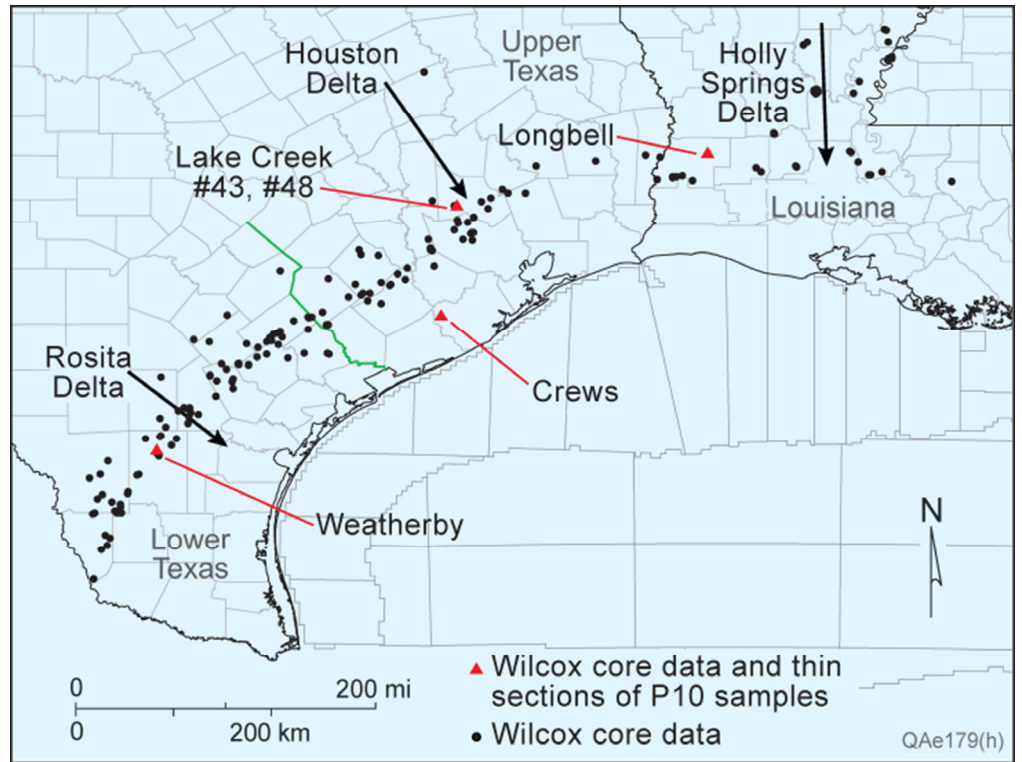 Houston
Delta
Upper
Texas
Holly
Springs
Delta
Longbell
Lake Creek
#43, #48
Louisiana
Rosita
Delta
Crews
Weatherby
N
Lower
Texas
Wilcox core data and thin
sections of P10 samples
0 200 mi
0 200 km
Wilcox core data
QAe179(h)